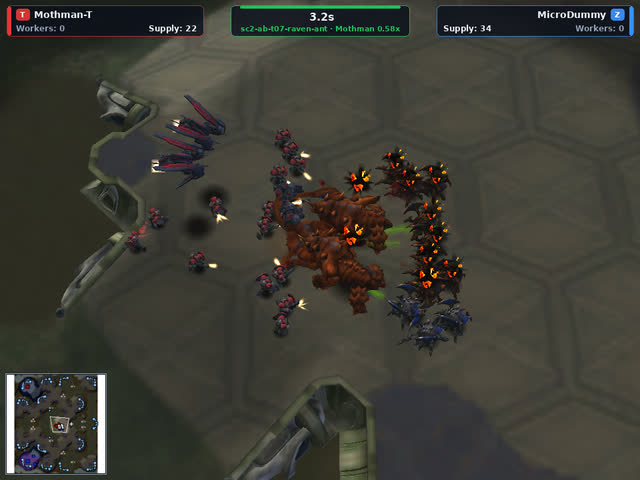 T Mothman-T
Workers: 0 Supply: 22
3.2s
sc2-ab-t07-raven-ant · Mothman 0.58x
MicroDummy Z
Supply: 34 Workers: 0